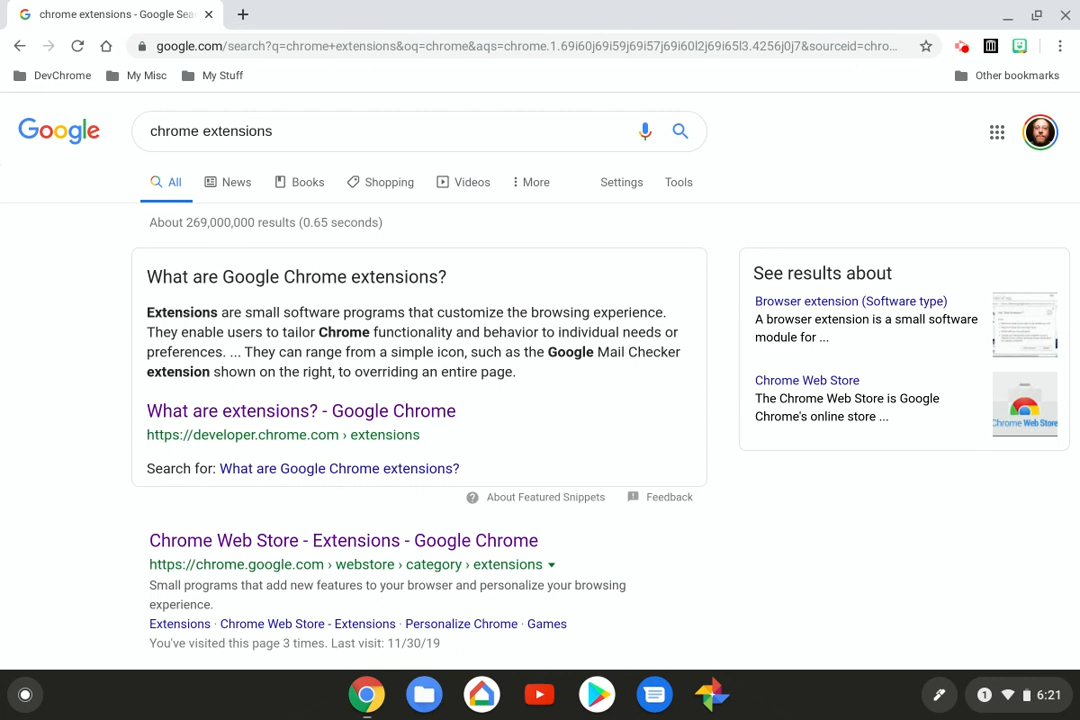 chrome extensions - Google Sea
google.com/search?q=chrome+extensions&oq=chrome&aqs=chrome.1.69i60j69i59j69i57j69i60l2j69i65l3.4256j0j7&sourceid=chro...
DevChrome My Misc My Stuff Other bookmarks
Google chrome extensions
All News Books Shopping Videos More Settings Tools
About 269,000,000 results (0.65 seconds)
What are Google Chrome extensions?
Extensions are small software programs that customize the browsing experience.
They enable users to tailor Chrome functionality and behavior to individual needs or
preferences. ... They can range from a simple icon, such as the Google Mail Checker
extension shown on the right, to overriding an entire page.
What are extensions? - Google Chrome
https://developer.chrome.com › extensions
Search for: What are Google Chrome extensions?
About Featured Snippets Feedback
Chrome Web Store - Extensions - Google Chrome
https://chrome.google.com › webstore › category › extensions
Small programs that add new features to your browser and personalize your browsing
experience.
Extensions · Chrome Web Store - Extensions · Personalize Chrome · Games
You've visited this page 3 times. Last visit: 11/30/19
See results about
Browser extension (Software type)
A browser extension is a small software
module for ...
Chrome Web Store
The Chrome Web Store is Google
Chrome's online store ...
Chrome Web Store
1 6:21